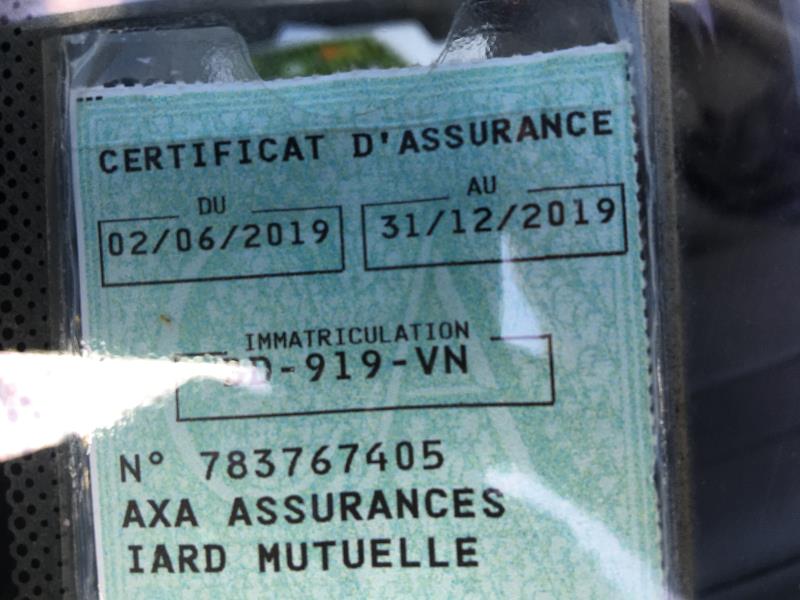 CERTIFICAT D'ASSURANCE
DU
AU
02/06/2019
31/12/2019
IMMATRICULATION
D-919-VN
N° 783767405
AXA ASSURANCES
IARD MUTUELLE